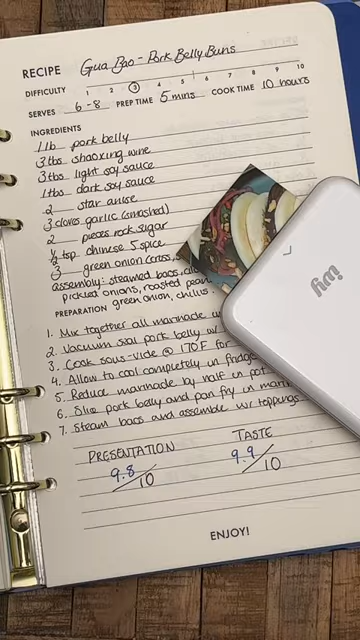 RECIPE Gua Bao - Pork Belly Buns
DIFFICULTY 1 2 3 4 5 6 7 8 9 10
SERVES 6-8 PREP TIME 5 mins COOK TIME 10 hours
INGREDIENTS
1 lb pork belly
3 tbs shaoxing wine
3 tbs light soy sauce
1 tbs dark soy sauce
2 star anise
3 cloves garlic (smashed)
2 pieces rock sugar
1/2 tsp chinese 5 spice
3 green onion
assembly: steamed baos,
pickled onions, roasted
green onion, chillis
PREPARATION
1. Mix together all marinade
2. Vacuum seal pork belly w/
3. Cook sous-vide @ 170F for
4. Allow to cool completely in fridge
5. Reduce marinade by half in pot
6. Slice pork belly and pan fry in
7. Steam baos and assemble w/ toppings
PRESENTATION TASTE
9.8/10 9.9/10
ENJOY!
ivy